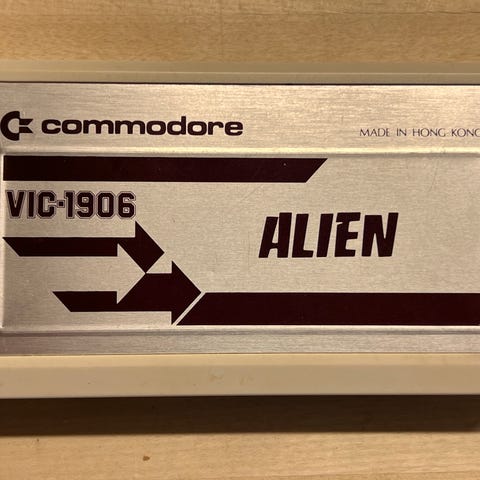 commodore
MADE IN HONG KONG
VIC-1906
ALIEN